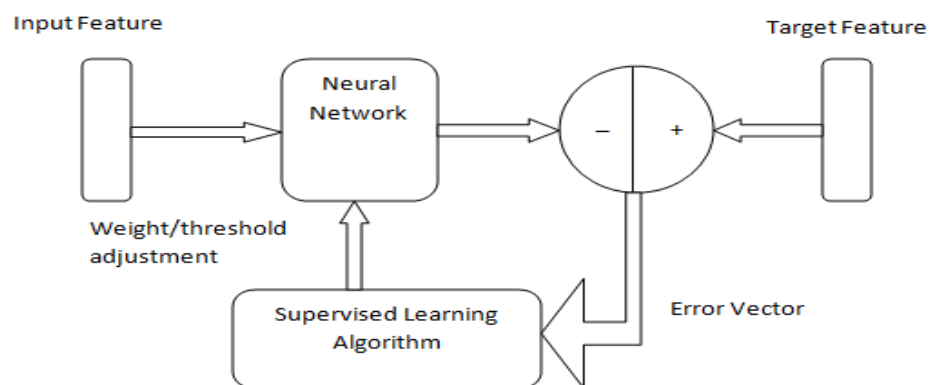 Input Feature
Target Feature
Neural
Network
–
+
Weight/threshold
adjustment
Supervised Learning
Algorithm
Error Vector